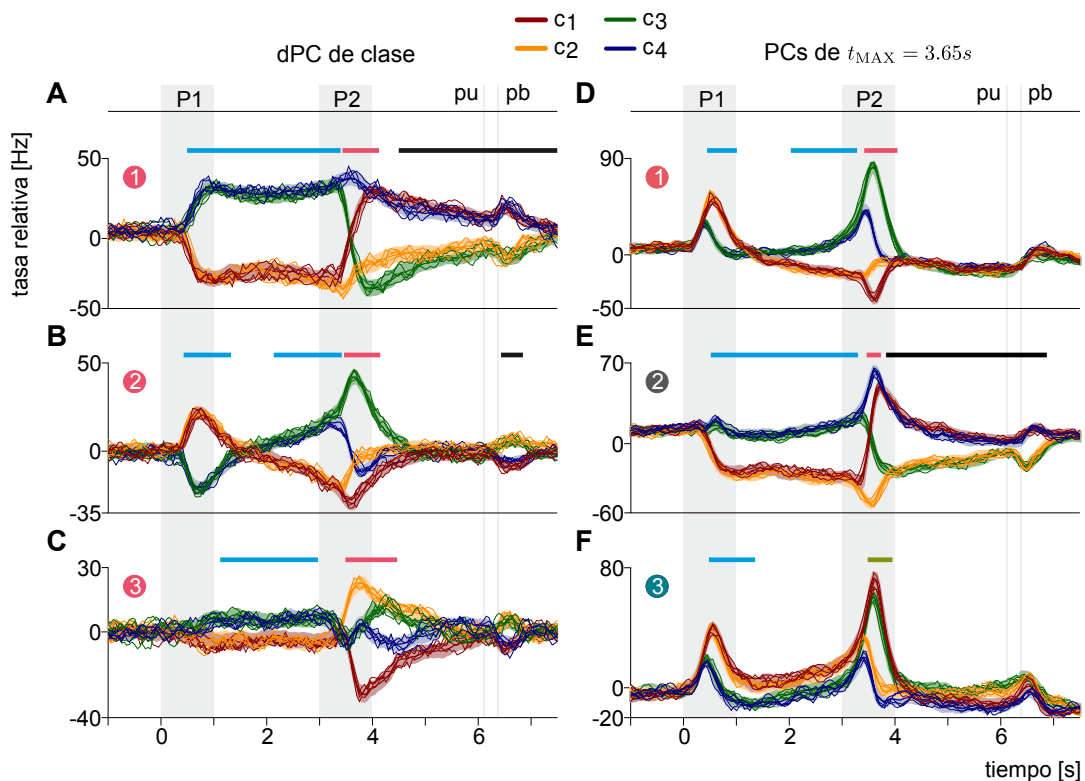 c1 c3
c2 c4
dPC de clase
PCs de tMAX = 3.65s
A P1 P2 pu pb
D P1 P2 pu pb
tasa relativa [Hz]
50
0
-50
1
90
0
-50
1
B
50
0
-35
2
E
70
0
-60
2
C
30
0
-40
3
0 2 4 6
F
80
0
-20
3
0 2 4 6
tiempo [s]